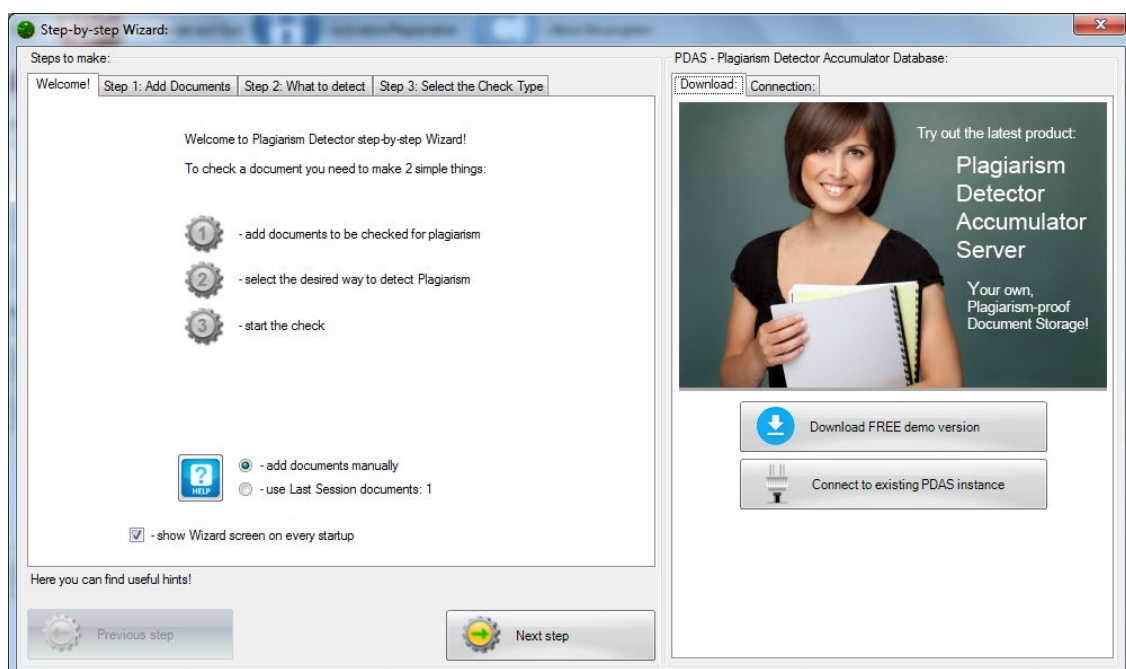 Step-by-step Wizard:
Steps to make:
Welcome!
Step 1: Add Documents
Step 2: What to detect
Step 3: Select the Check Type
Welcome to Plagiarism Detector step-by-step Wizard!
To check a document you need to make 2 simple things:
1
- add documents to be checked for plagiarism
2
- select the desired way to detect Plagiarism
3
- start the check
?
HELP
- add documents manually
- use Last Session documents: 1
- show Wizard screen on every startup
Here you can find useful hints!
Previous step
Next step
PDAS - Plagiarism Detector Accumulator Database:
Download:
Connection:
Try out the latest product:
Plagiarism
Detector
Accumulator
Server
Your own,
Plagiarism-proof
Document Storage!
Download FREE demo version
Connect to existing PDAS instance